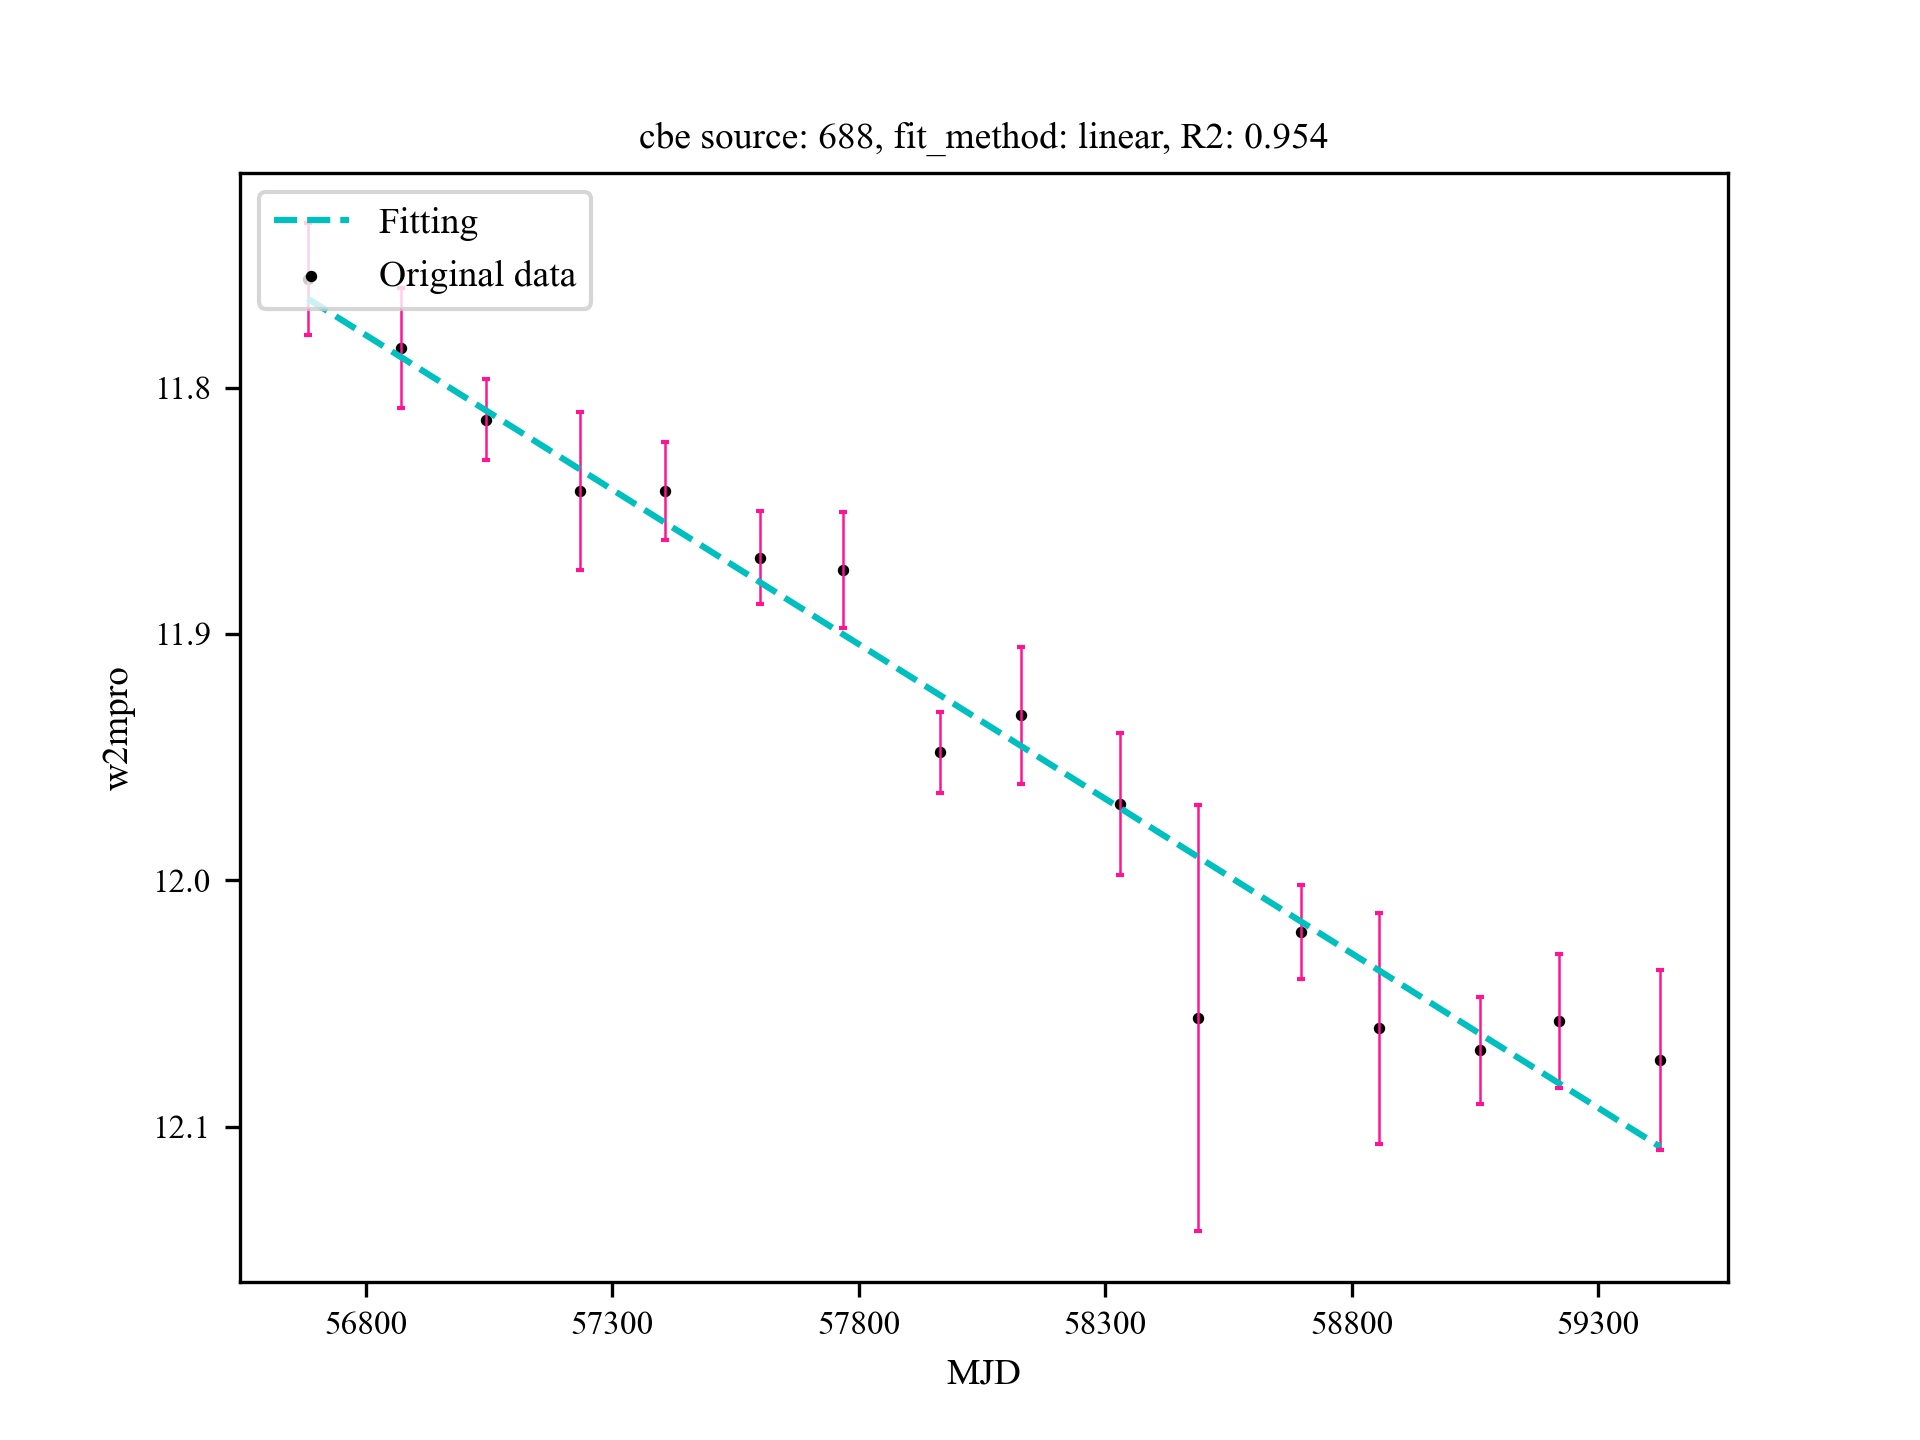 cbe source: 688, fit_method: linear, R2: 0.954
Fitting
Original data
11.8
11.9
12.0
12.1
w2mpro
56800 57300 57800 58300 58800 59300
MJD